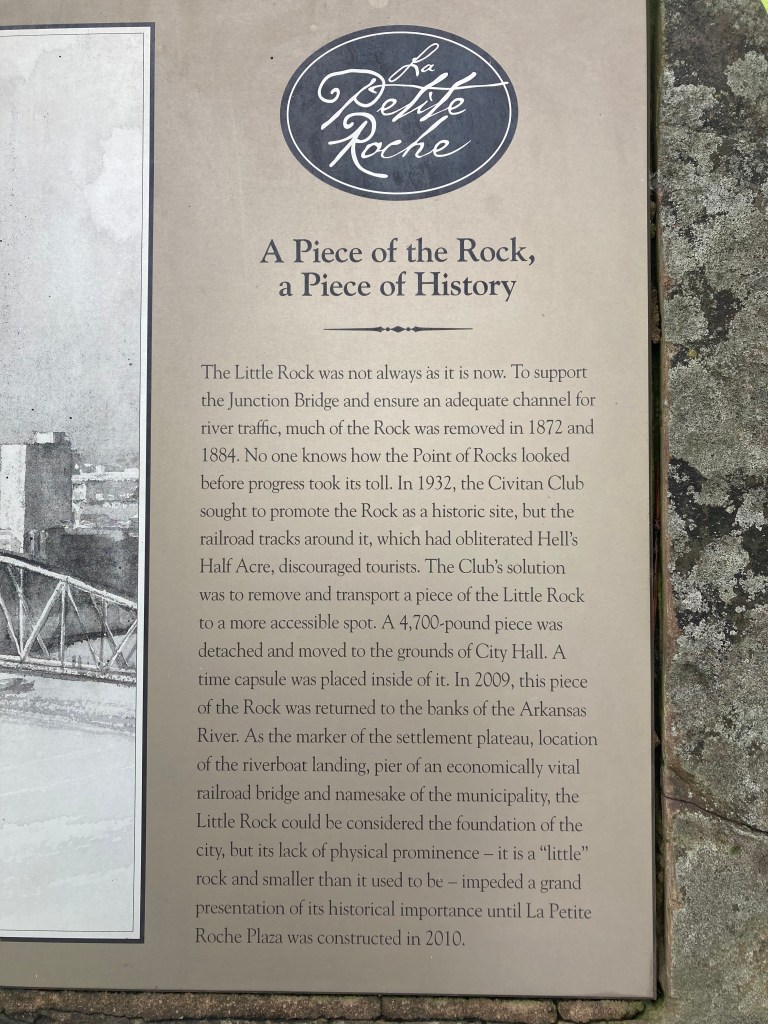 La
Petite
Roche
A Piece of the Rock,
a Piece of History
The Little Rock was not always as it is now. To support
the Junction Bridge and ensure an adequate channel for
river traffic, much of the Rock was removed in 1872 and
1884. No one knows how the Point of Rocks looked
before progress took its toll. In 1932, the Civitan Club
sought to promote the Rock as a historic site, but the
railroad tracks around it, which had obliterated Hell's
Half Acre, discouraged tourists. The Club's solution
was to remove and transport a piece of the Little Rock
to a more accessible spot. A 4,700-pound piece was
detached and moved to the grounds of City Hall. A
time capsule was placed inside of it. In 2009, this piece
of the Rock was returned to the banks of the Arkansas
River. As the marker of the settlement plateau, location
of the riverboat landing, pier of an economically vital
railroad bridge and namesake of the municipality, the
Little Rock could be considered the foundation of the
city, but its lack of physical prominence – it is a “little”
rock and smaller than it used to be – impeded a grand
presentation of its historical importance until La Petite
Roche Plaza was constructed in 2010.